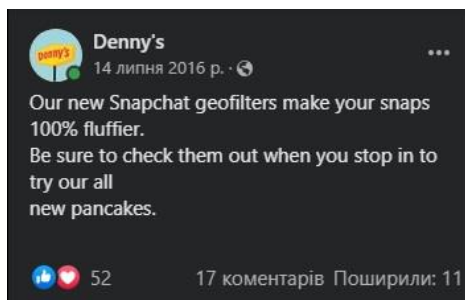 Denny's
Denny's
14 липня 2016 р. ·
Our new Snapchat geofilters make your snaps
100% fluffier.
Be sure to check them out when you stop in to
try our all
new pancakes.
52
17 коментарів Поширили: 11